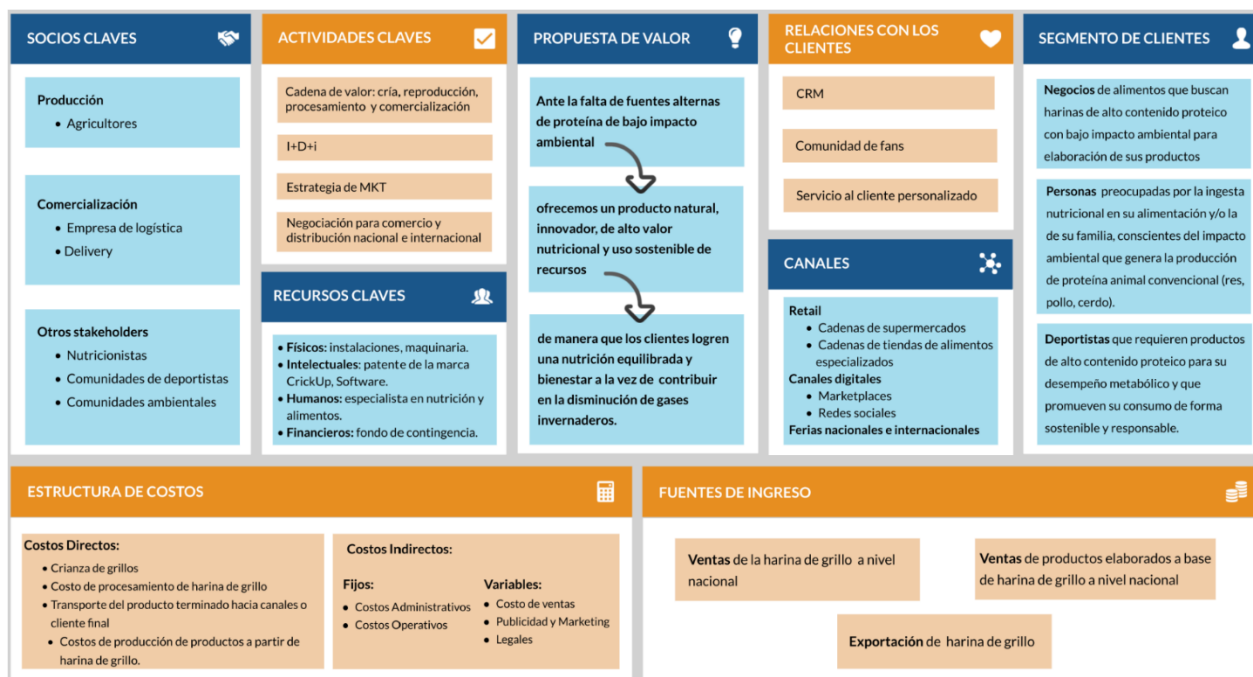 SOCIOS CLAVES
Producción
• Agricultores
Comercialización
• Empresa de logística
• Delivery
Otros stakeholders
• Nutricionistas
• Comunidades de deportistas
• Comunidades ambientales
ACTIVIDADES CLAVES
Cadena de valor: cría, reproducción,
procesamiento y comercialización
I+D+i
Estrategia de MKT
Negociación para comercio y
distribución nacional e internacional
RECURSOS CLAVES
• Físicos: instalaciones, maquinaria.
• Intelectuales: patente de la marca
CrickUp, Software.
• Humanos: especialista en nutrición y
alimentos.
• Financieros: fondo de contingencia.
PROPUESTA DE VALOR
Ante la falta de fuentes alternas
de proteína de bajo impacto
ambiental
ofrecemos un producto natural,
innovador, de alto valor
nutricional y uso sostenible de
recursos
de manera que los clientes logren
una nutrición equilibrada y
bienestar a la vez de contribuir
en la disminución de gases
invernaderos.
RELACIONES CON LOS
CLIENTES
CRM
Comunidad de fans
Servicio al cliente personalizado
CANALES
Retail
• Cadenas de supermercados
• Cadenas de tiendas de alimentos
especializados
Canales digitales
• Marketplaces
• Redes sociales
Ferias nacionales e internacionales
SEGMENTO DE CLIENTES
Negocios de alimentos que buscan
harinas de alto contenido proteico
con bajo impacto ambiental para
elaboración de sus productos
Personas preocupadas por la ingesta
nutricional en su alimentación y/o la
de su familia, conscientes del impacto
ambiental que genera la producción
de proteína animal convencional (res,
pollo, cerdo).
Deportistas que requieren productos
de alto contenido proteico para su
desempeño metabólico y que
promueven su consumo de forma
sostenible y responsable.
ESTRUCTURA DE COSTOS
Costos Directos:
• Crianza de grillos
• Costo de procesamiento de harina de grillo
• Transporte del producto terminado hacia canales o
cliente final
• Costos de producción de productos a partir de
harina de grillo.
Costos Indirectos:
Fijos:
• Costos Administrativos
• Costos Operativos
Variables:
• Costo de ventas
• Publicidad y Marketing
• Legales
FUENTES DE INGRESO
Ventas de la harina de grillo a nivel
nacional
Ventas de productos elaborados a base
de harina de grillo a nivel nacional
Exportación de harina de grillo